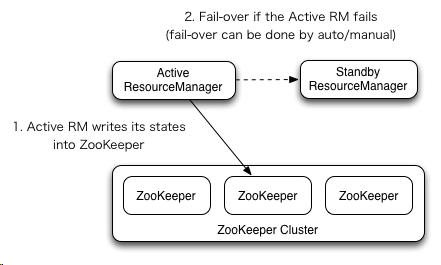 2. Fail-over if the Active RM fails
(fail-over can be done by auto/manual)
Active
ResourceManager
Standby
ResourceManager
1. Active RM writes its states
into ZooKeeper
ZooKeeper
ZooKeeper
ZooKeeper
ZooKeeper Cluster